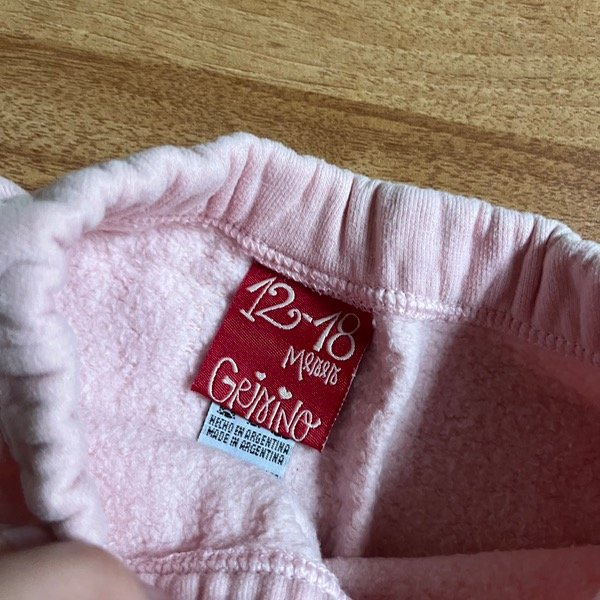 12-18
Meses
Grisino
HECHO EN ARGENTINA
MADE IN ARGENTINA